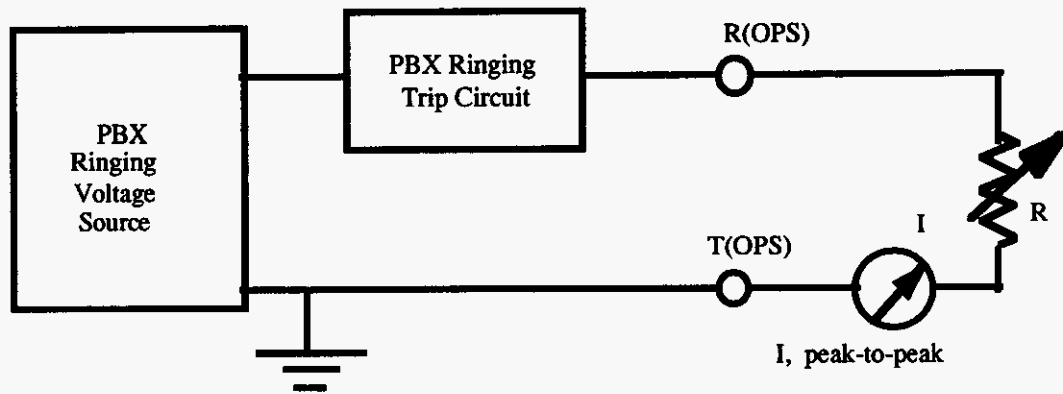 PBX
Ringing
Voltage
Source
PBX Ringing
Trip Circuit
R(OPS)
R
I
T(OPS)
I, peak-to-peak